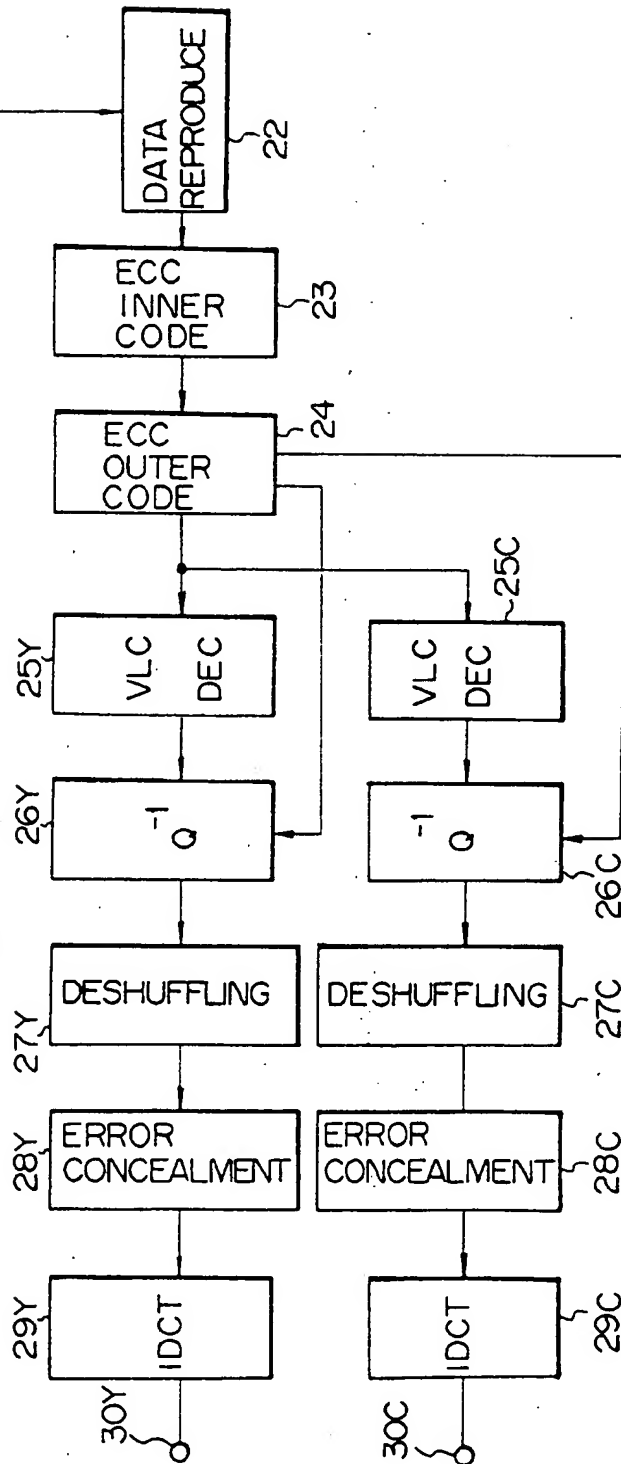 DATA
REPRODUCE
22
ECC
INNER
CODE
23
ECC
OUTER
CODE
24
25Y
VLC
DEC
25C
VLC
DEC
26Y
Q⁻¹
26C
Q⁻¹
27Y
DESHUFFLING
27C
DESHUFFLING
28Y
ERROR
CONCEALMENT
28C
ERROR
CONCEALMENT
29Y
IDCT
29C
IDCT
30Y
30C